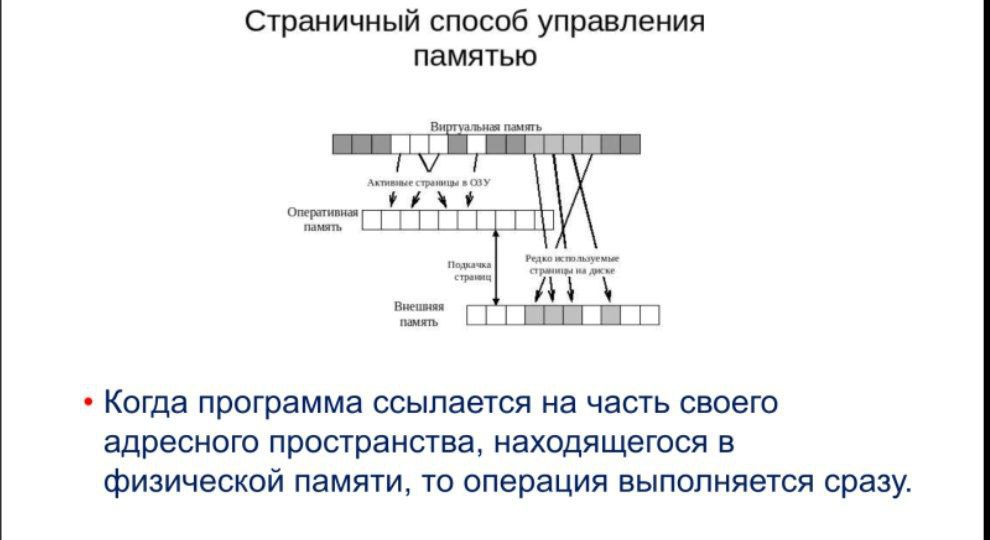 Страничный способ управления
памятью
Виртуальная память
Активные страницы в ОЗУ
Оперативная
память
Подкачка
страниц
Редко используемые
страницы на диске
Внешняя
память
• Когда программа ссылается на часть своего
адресного пространства, находящегося в
физической памяти, то операция выполняется сразу.